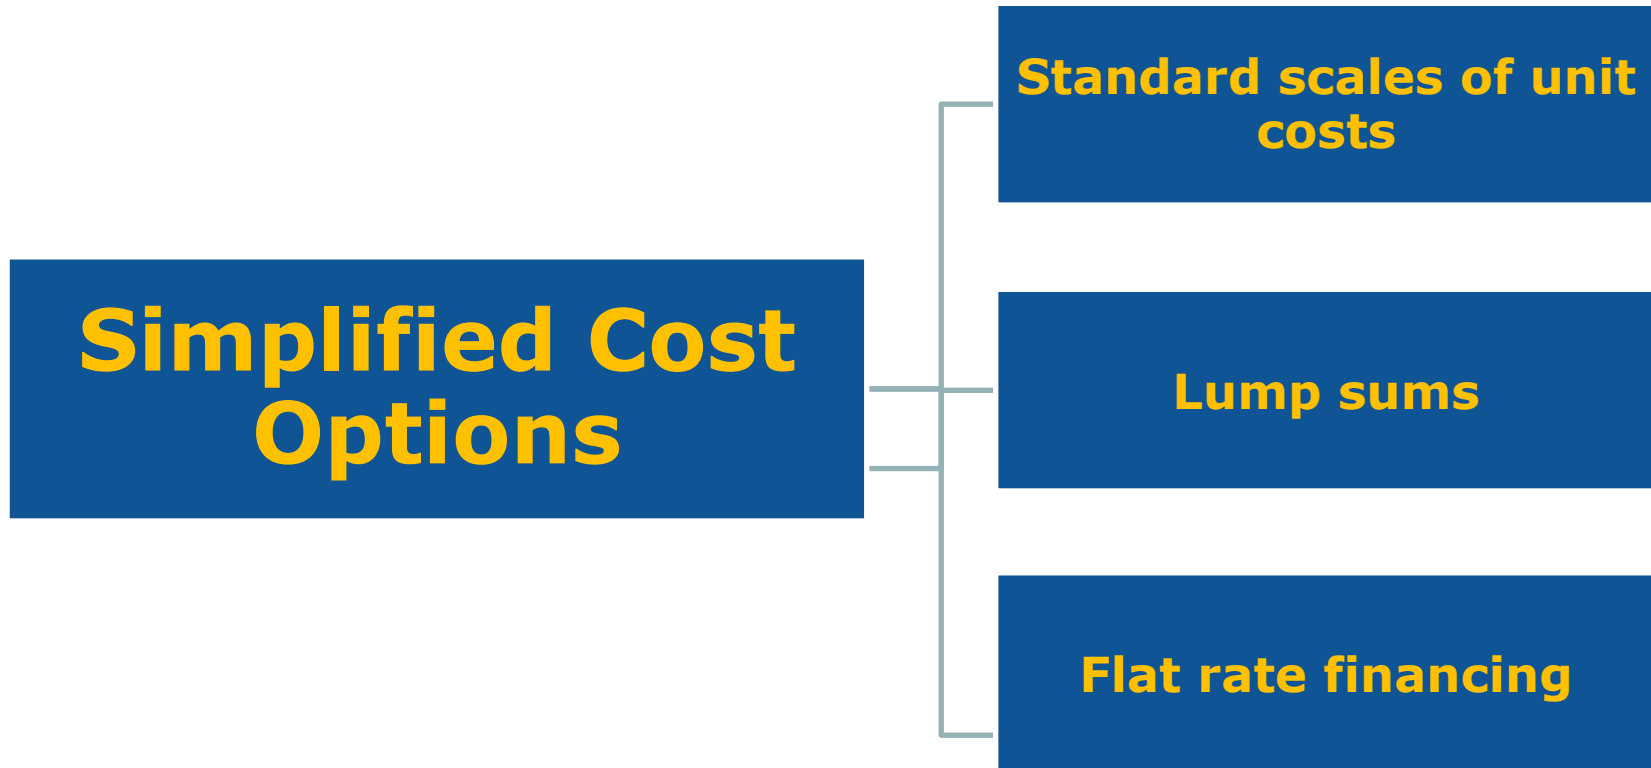 Simplified Cost
Options
Standard scales of unit
costs
Lump sums
Flat rate financing